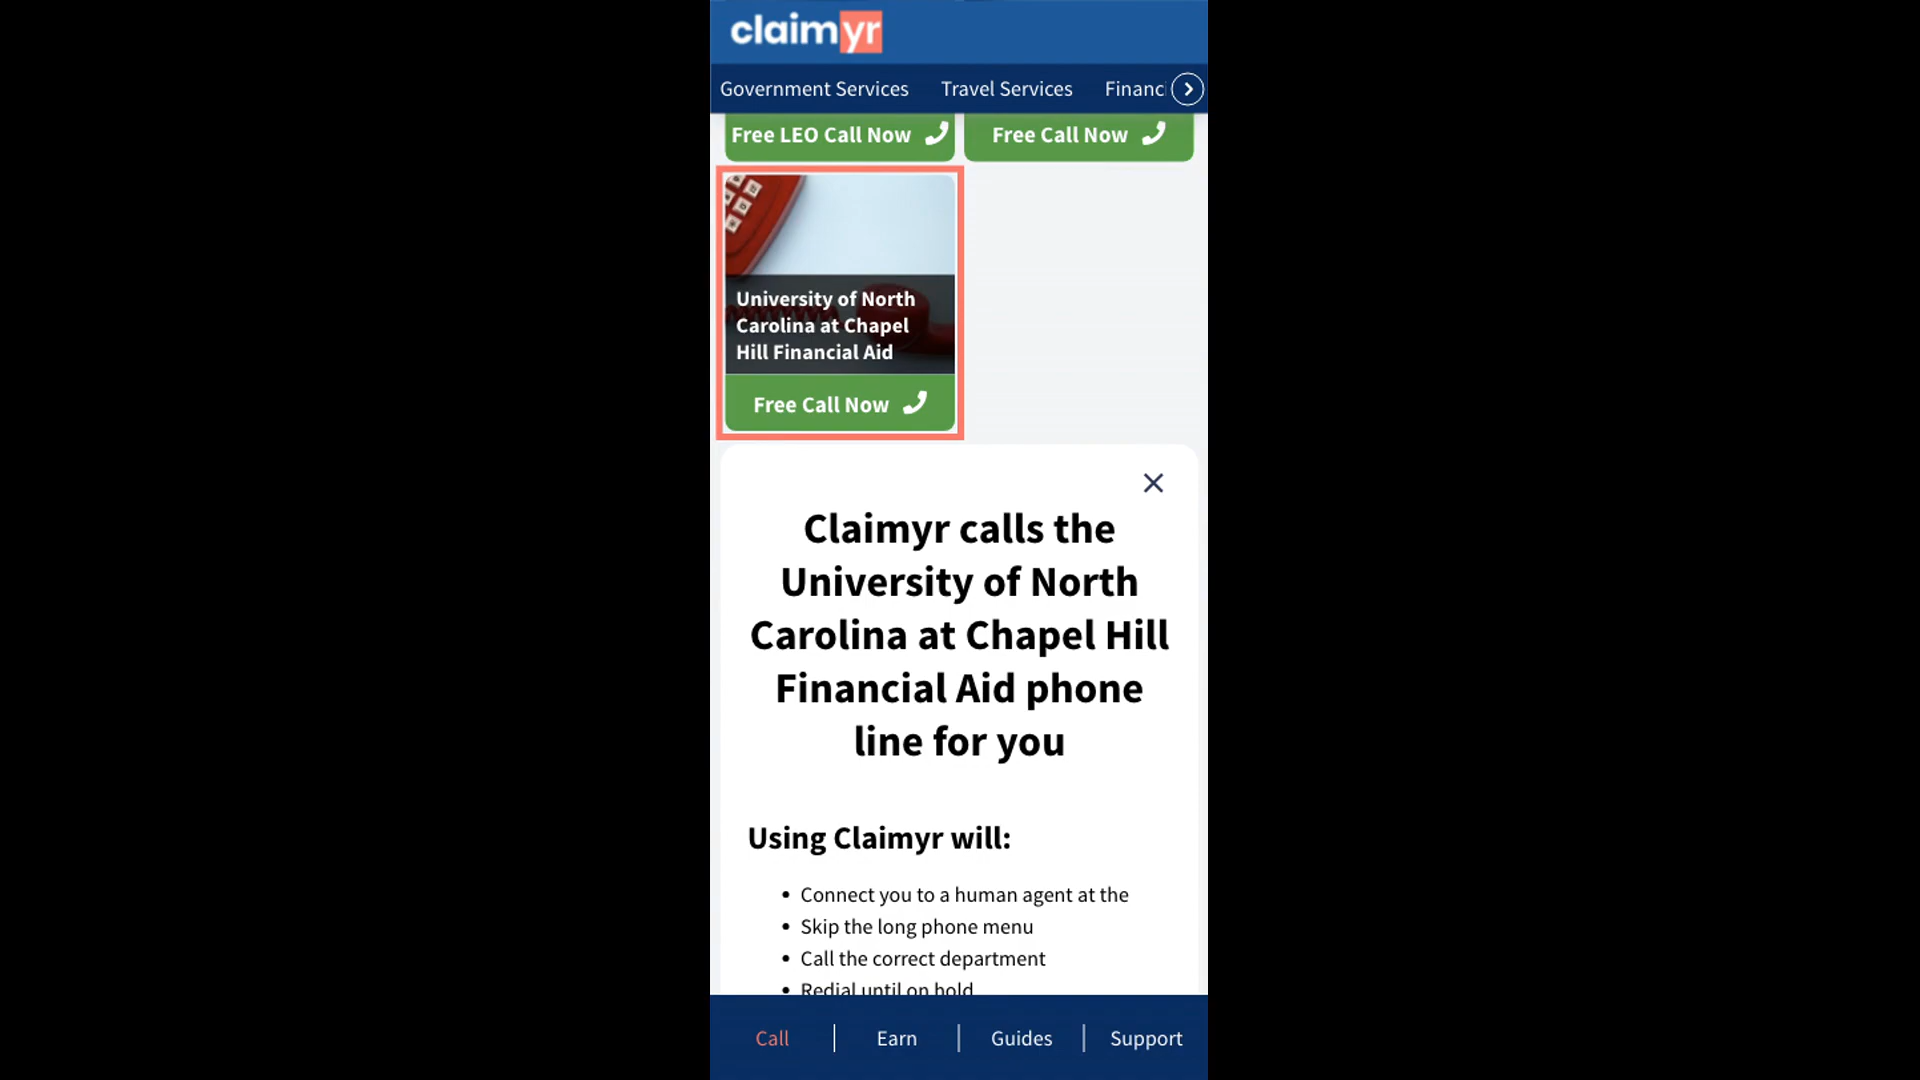 claimyr
Government Services Travel Services Financ
Free LEO Call Now Free Call Now
University of North
Carolina at Chapel
Hill Financial Aid
Free Call Now
Claimyr calls the
University of North
Carolina at Chapel Hill
Financial Aid phone
line for you
Using Claimyr will:
• Connect you to a human agent at the
• Skip the long phone menu
• Call the correct department
• Redial until on hold
Call | Earn | Guides | Support